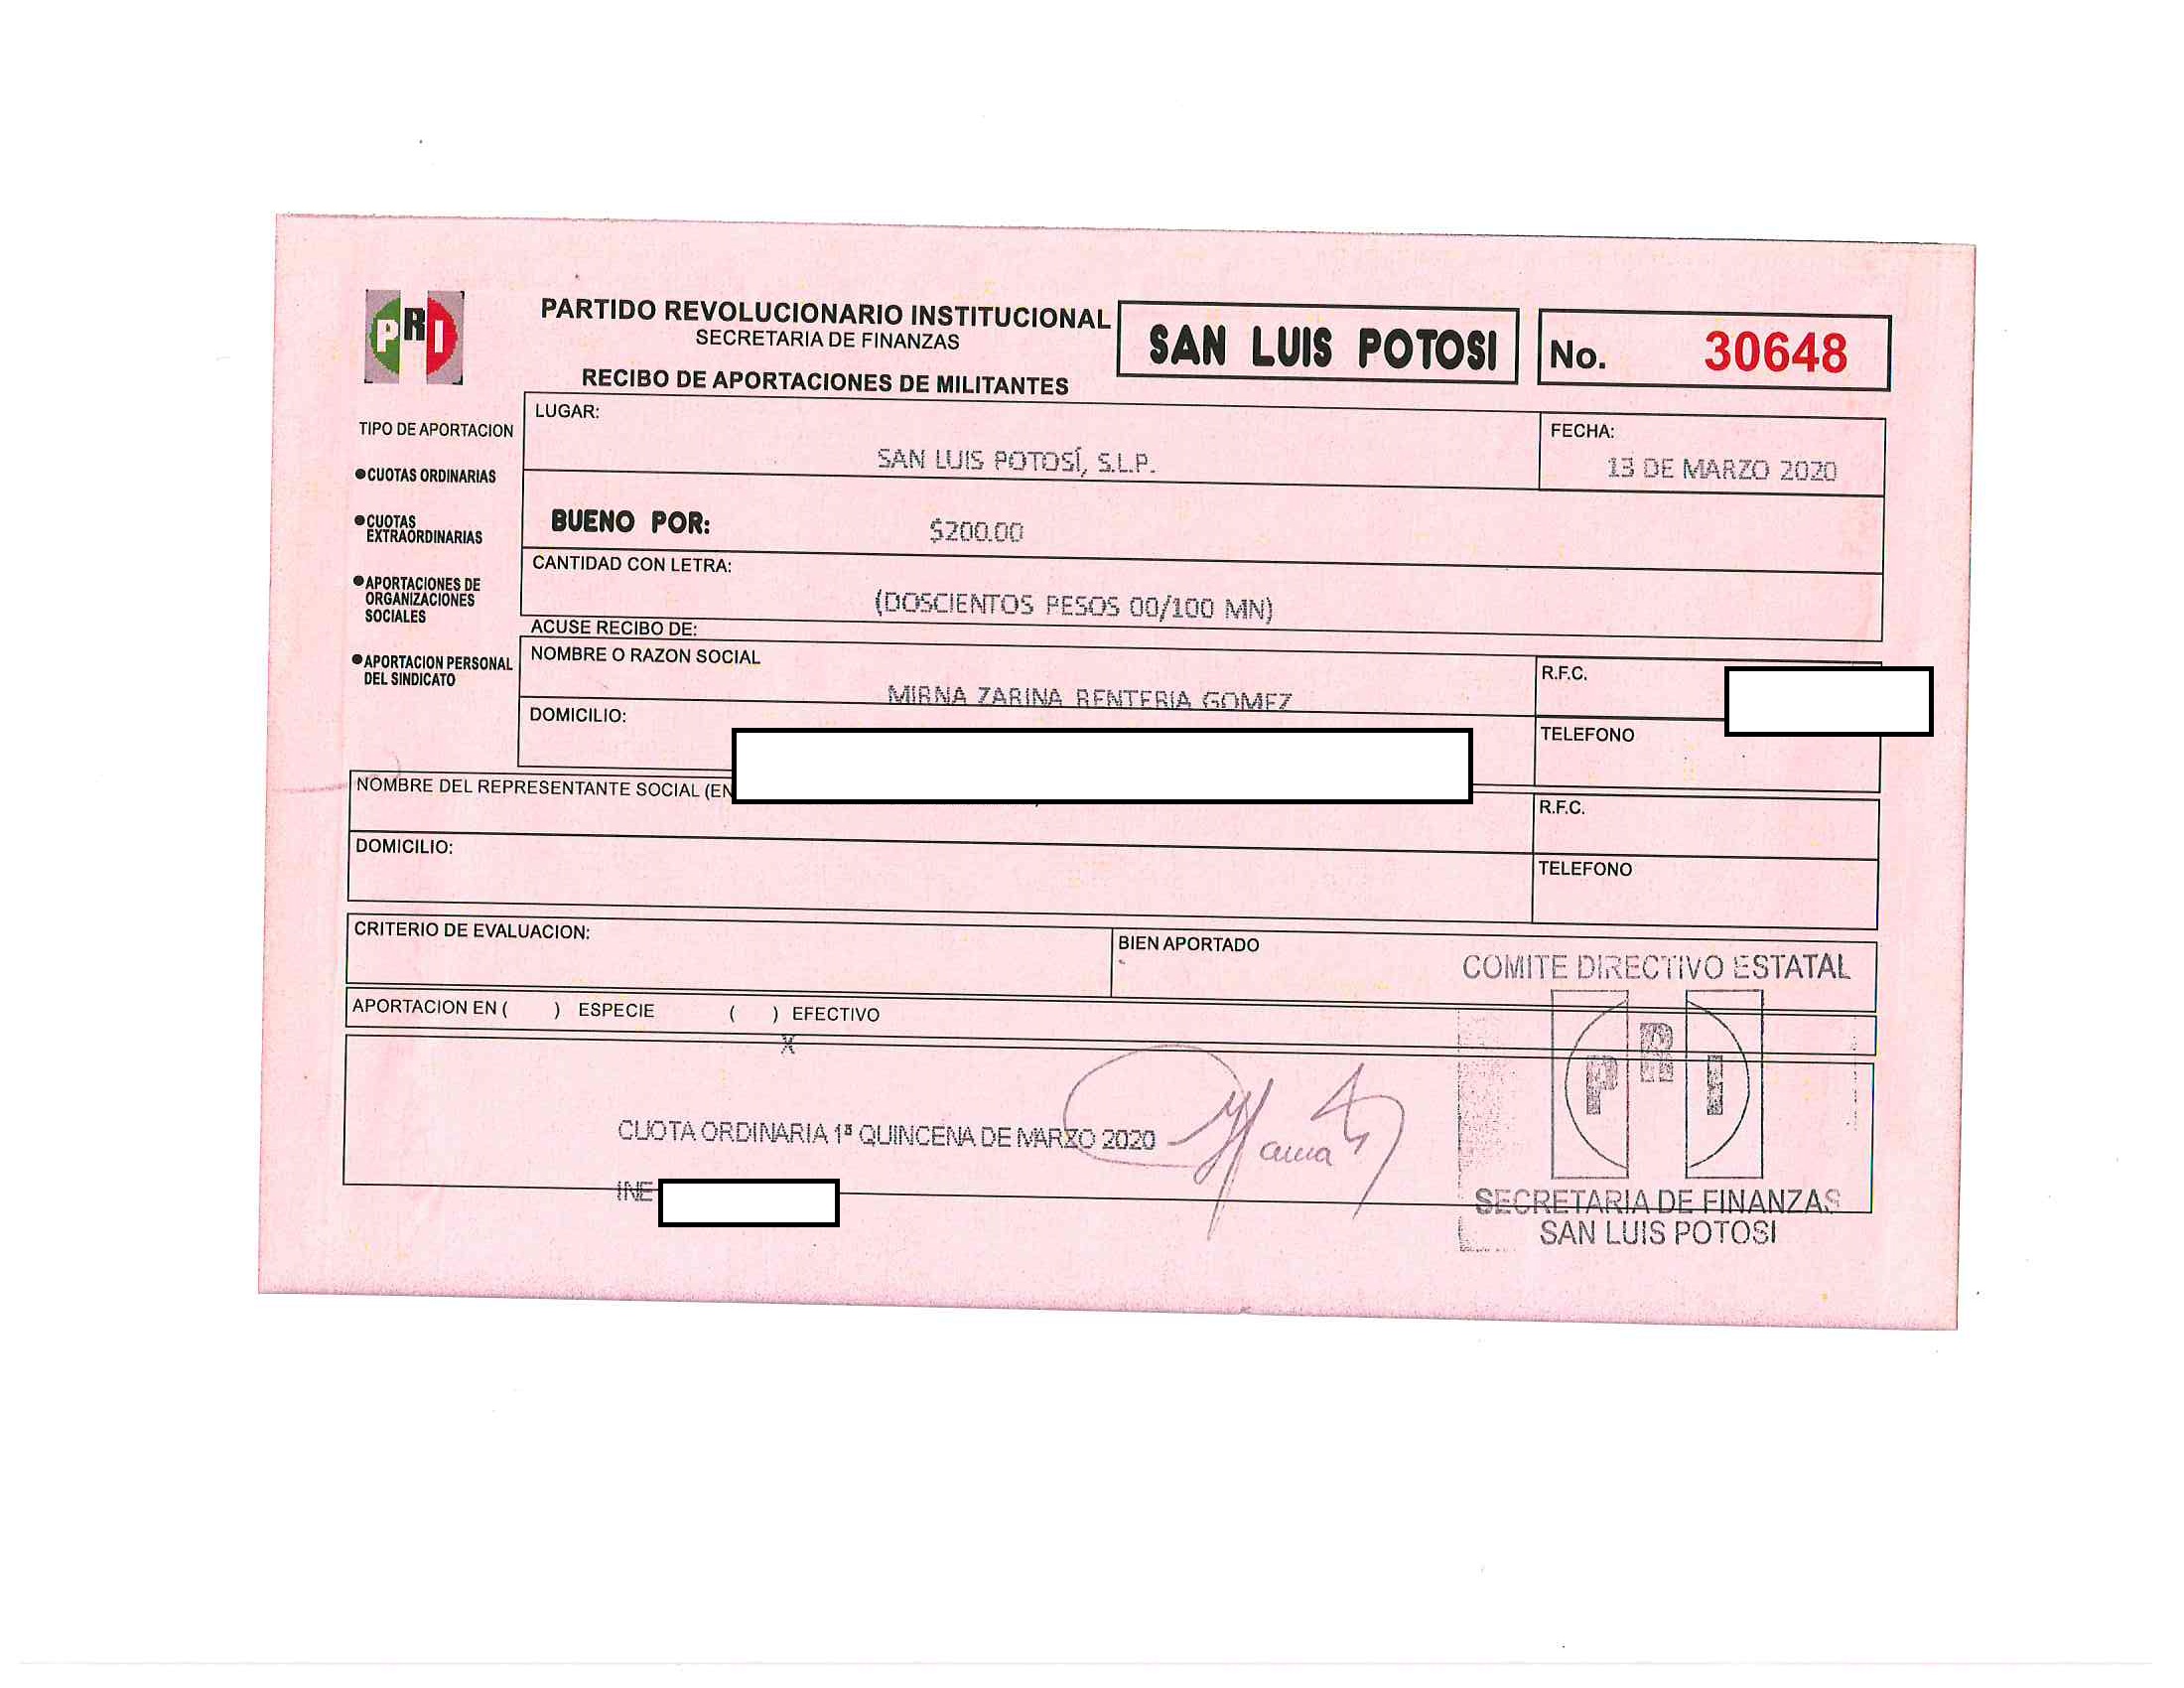 PRI
PARTIDO REVOLUCIONARIO INSTITUCIONAL
SECRETARIA DE FINANZAS
RECIBO DE APORTACIONES DE MILITANTES
SAN LUIS POTOSI
No. 30648
TIPO DE APORTACION
●CUOTAS ORDINARIAS
●CUOTAS
EXTRAORDINARIAS
●APORTACIONES DE
ORGANIZACIONES
SOCIALES
●APORTACION PERSONAL
DEL SINDICATO
LUGAR:
SAN LUIS POTOSÍ, S.L.P.
FECHA:
13 DE MARZO 2020
BUENO POR: $200.00
CANTIDAD CON LETRA:
(DOSCIENTOS PESOS 00/100 MN)
ACUSE RECIBO DE:
NOMBRE O RAZON SOCIAL
MIRNA ZARINA RENTERIA GOMEZ
R.F.C.
DOMICILIO:
TELEFONO
NOMBRE DEL REPRESENTANTE SOCIAL (EN
R.F.C.
DOMICILIO:
TELEFONO
CRITERIO DE EVALUACION:
BIEN APORTADO
APORTACION EN ( ) ESPECIE ( ) EFECTIVO
X
CUOTA ORDINARIA 1ª QUINCENA DE MARZO 2020
INE
COMITE DIRECTIVO ESTATAL
PRI
SECRETARIA DE FINANZAS
SAN LUIS POTOSI